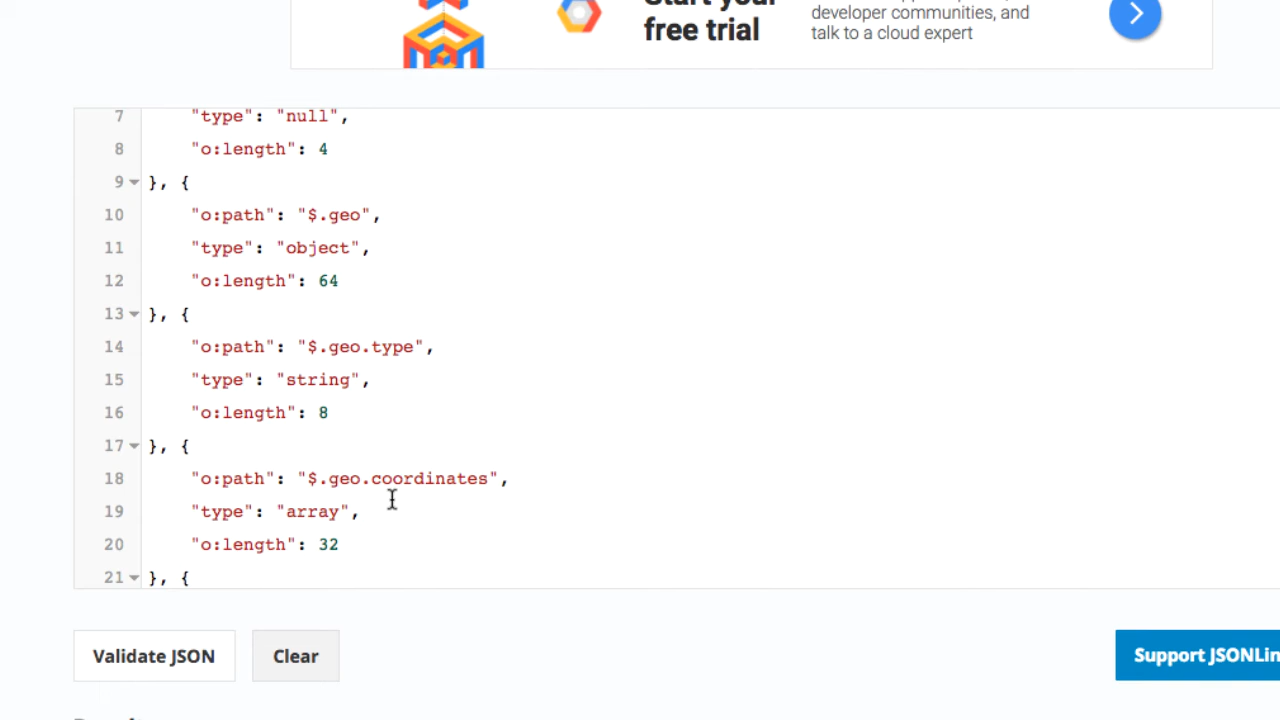 Start your
free trial
developer communities, and
talk to a cloud expert
7 "type": "null",
8 "o:length": 4
9 }, {
10 "o:path": "$.geo",
11 "type": "object",
12 "o:length": 64
13 }, {
14 "o:path": "$.geo.type",
15 "type": "string",
16 "o:length": 8
17 }, {
18 "o:path": "$.geo.coordinates",
19 "type": "array",
20 "o:length": 32
21 }, {
Validate JSON
Clear
Support JSONLin